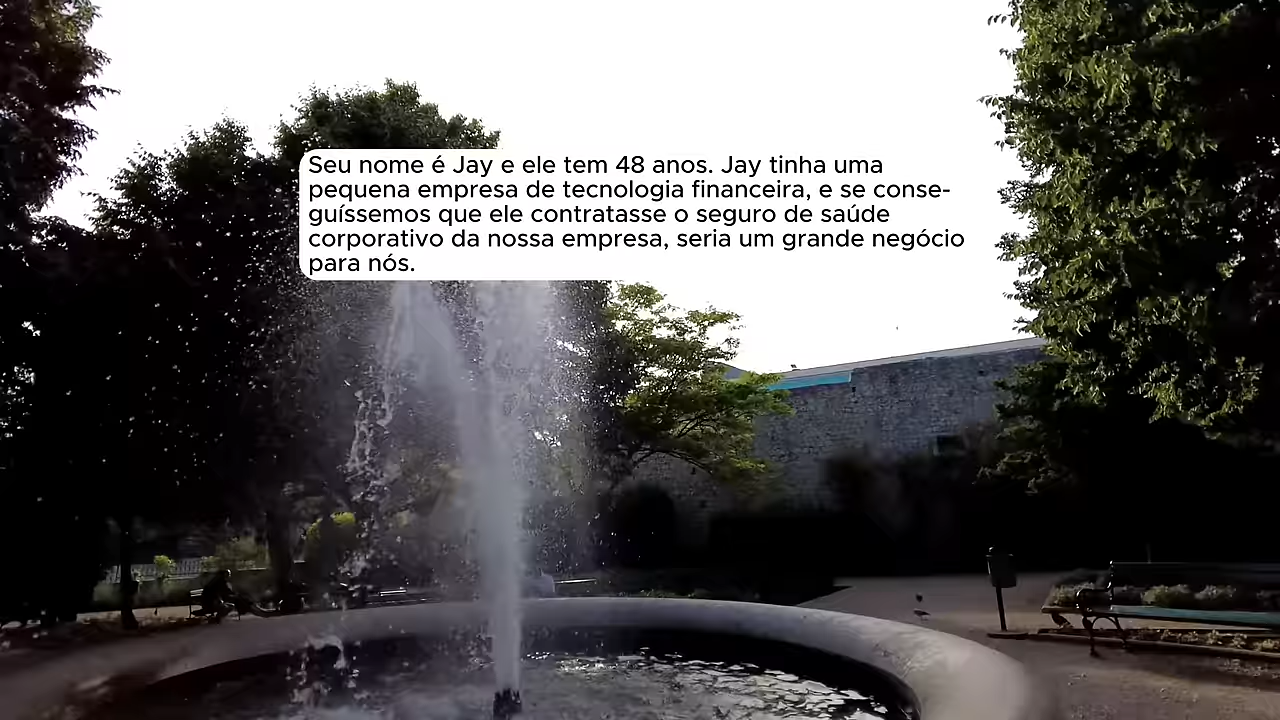 Seu nome é Jay e ele tem 48 anos. Jay tinha uma
pequena empresa de tecnologia financeira, e se conse-
guíssemos que ele contratasse o seguro de saúde
corporativo da nossa empresa, seria um grande negócio
para nós.